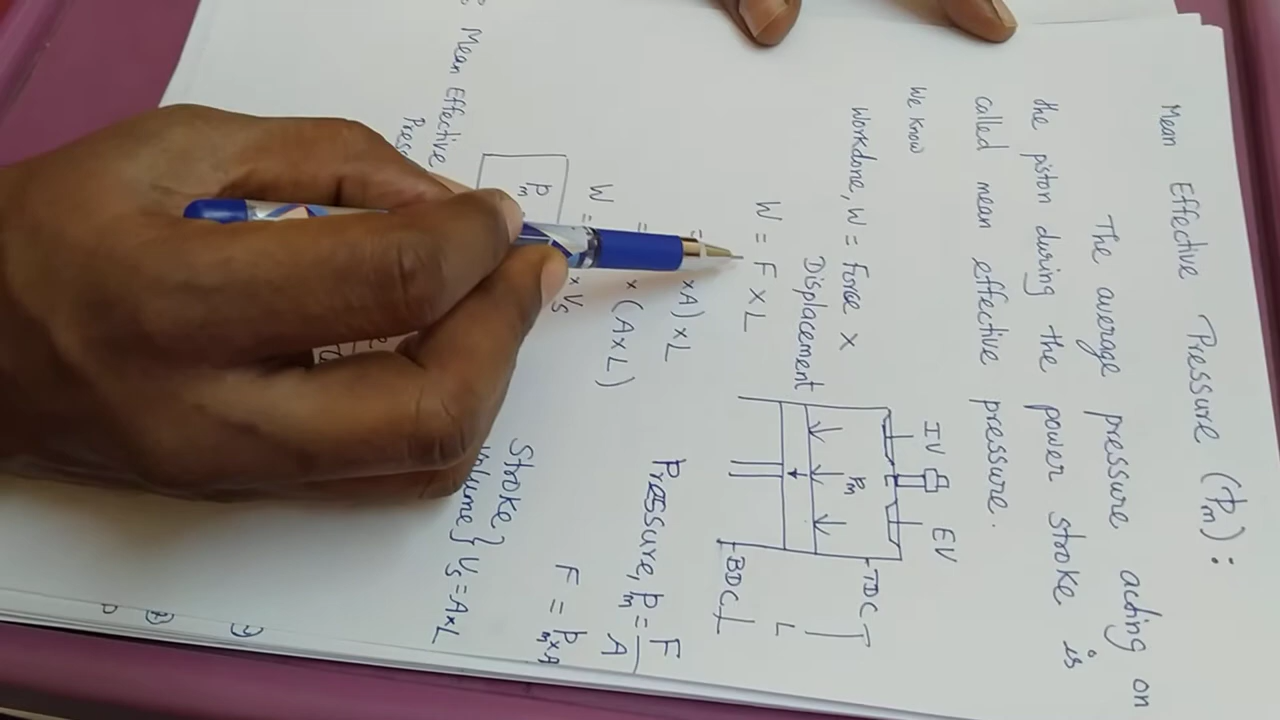 Mean Effective Pressure (Pm) :
The average pressure acting on
the piston during the power stroke is
called mean effective pressure.
We know
Workdone, W = Force x
Displacement
W = F x L
= xA) x L
= x (A x L)
W = x Vs
Pm
Mean Effective
IV EV
Pm
TDC
L
BDC
Pressure, Pm = F
A
F = Pm x A
Stroke }
Volume } Vs = A x L